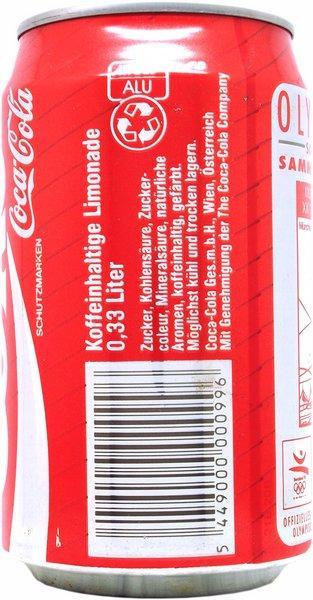 Coca-Cola
SCHUTZMARKEN
ALU
Koffeinhaltige Limonade
0,33 Liter
Zucker, Kohlensäure, Zucker-
coleur, Mineralsäure, natürliche
Aromen, koffeinhaltig, gefärbt.
Möglichst kühl und trocken lagern.
Coca-Cola Ges.m.b.H., Wien, Österreich
Mit Genehmigung der The Coca-Cola Company
5 449000 000996
OLY
SAMM
OFFIZIELLES
OLYMPI